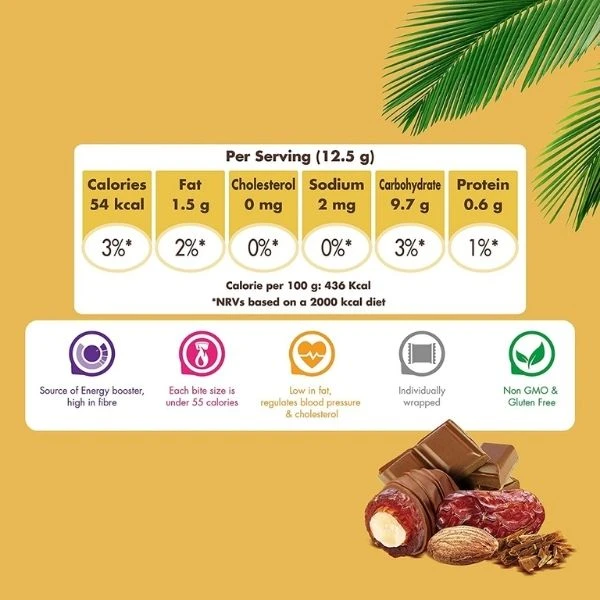 Per Serving (12.5 g)
Calories Fat Cholesterol Sodium Carbohydrate Protein
54 kcal 1.5 g 0 mg 2 mg 9.7 g 0.6 g
3%* 2%* 0%* 0%* 3%* 1%*
Calorie per 100 g: 436 Kcal
*NRVs based on a 2000 kcal diet
Source of Energy booster,
high in fibre
Each bite size is
under 55 calories
Low in fat,
regulates blood pressure
& cholesterol
Individually
wrapped
Non GMO &
Gluten Free